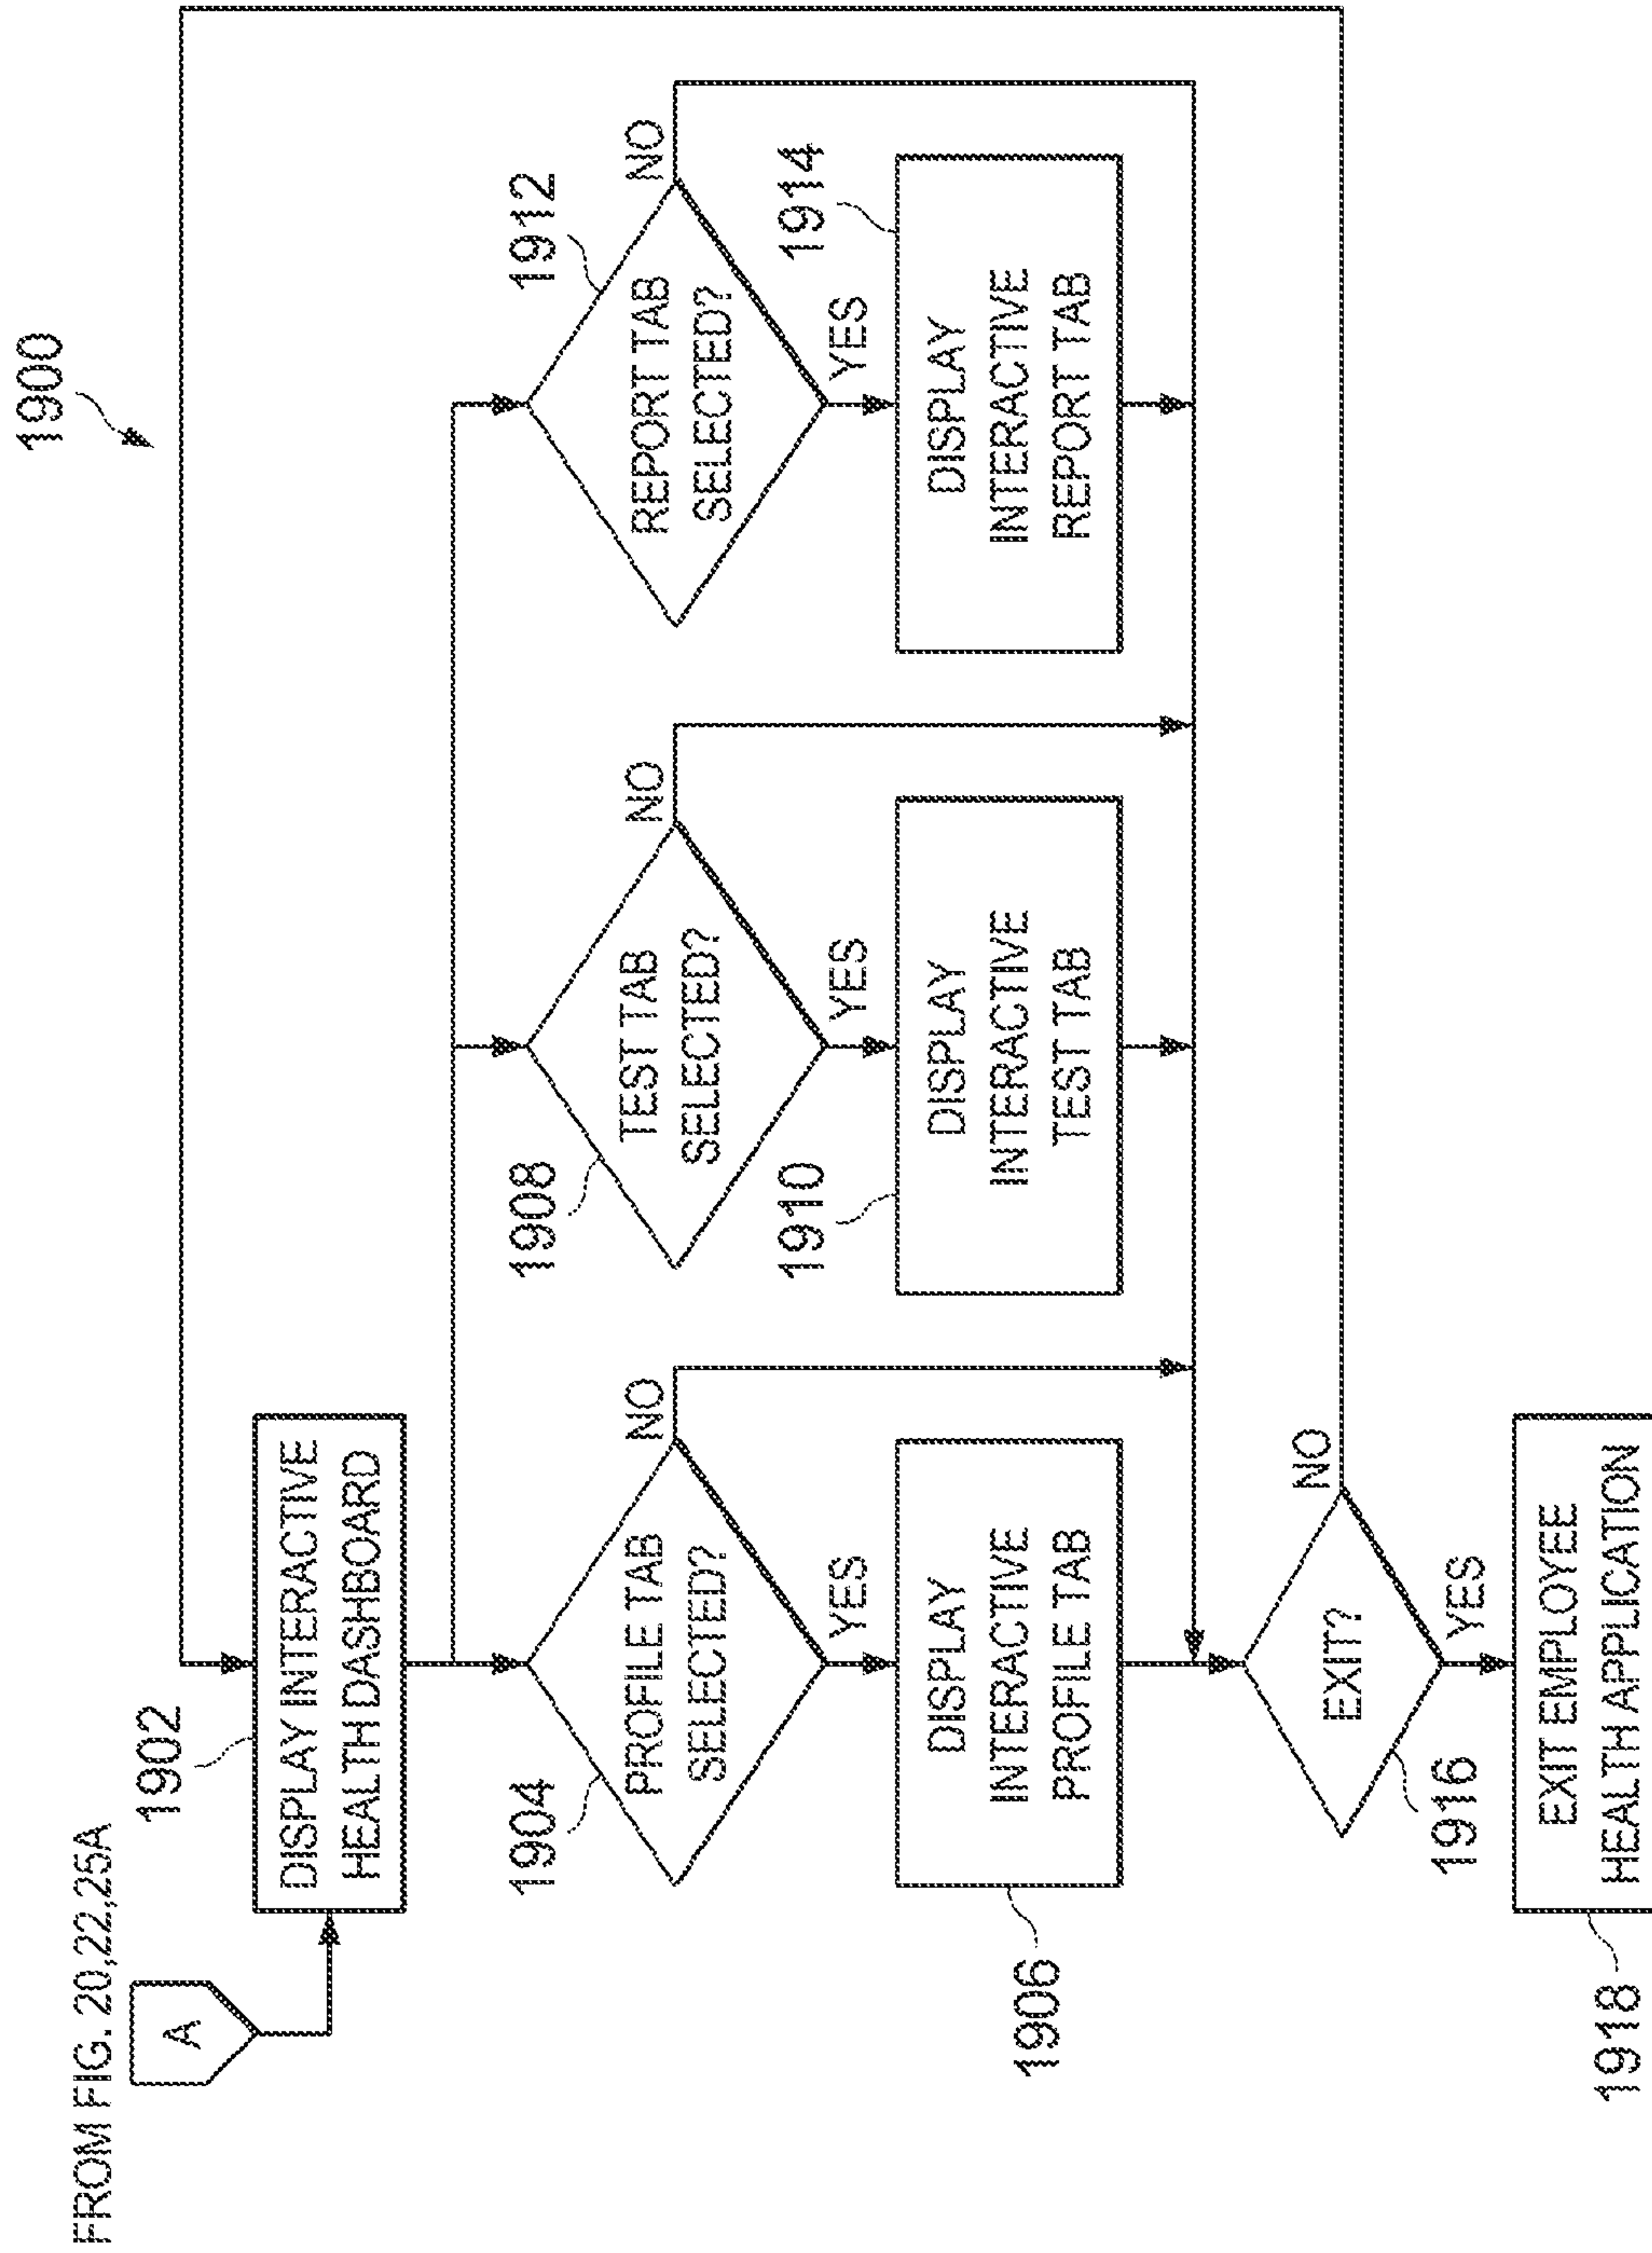 1900
FROM FIG. 20,22,25A
A
1902
DISPLAY INTERACTIVE
HEALTH DASHBOARD
1904
PROFILE TAB
SELECTED?
NO
YES
1908
TEST TAB
SELECTED?
NO
YES
1912
REPORT TAB
SELECTED?
NO
YES
1906
DISPLAY
INTERACTIVE
PROFILE TAB
1910
DISPLAY
INTERACTIVE
TEST TAB
1914
DISPLAY
INTERACTIVE
REPORT TAB
EXIT?
NO
1916
YES
1918
EXIT EMPLOYEE
HEALTH APPLICATION